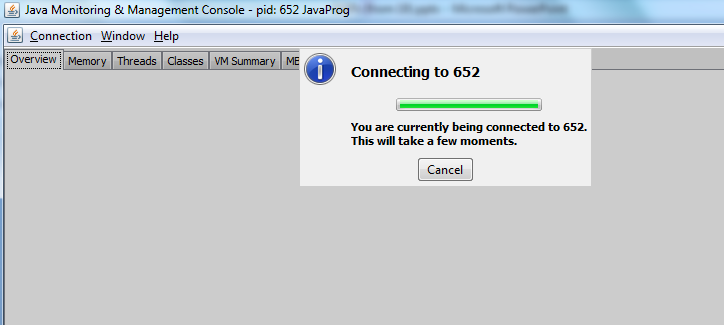 Java Monitoring & Management Console - pid: 652 JavaProg
Connection Window Help
Overview Memory Threads Classes VM Summary
Connecting to 652
You are currently being connected to 652.
This will take a few moments.
Cancel